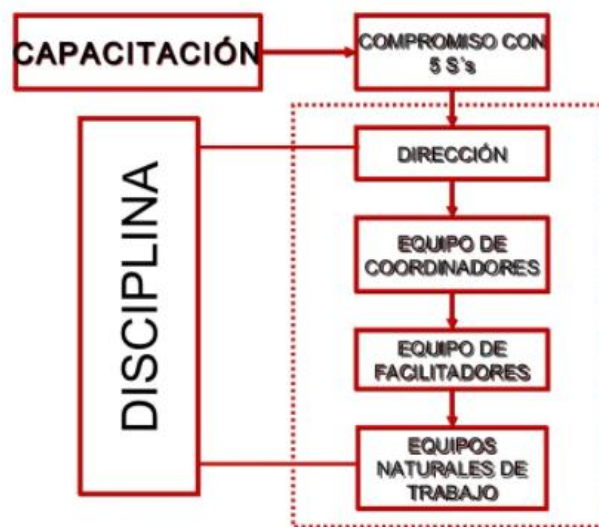 CAPACITACIÓN
COMPROMISO CON
5 S`s
DISCIPLINA
DIRECCIÓN
EQUIPO DE
COORDINADORES
EQUIPO DE
FACILITADORES
EQUIPOS
NATURALES DE
TRABAJO